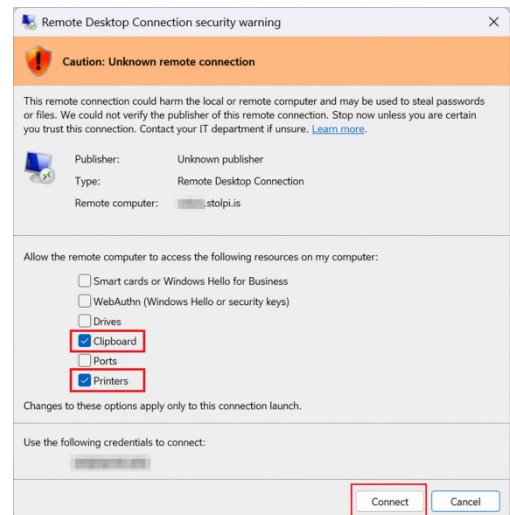 Remote Desktop Connection security warning
Caution: Unknown remote connection
This remote connection could harm the local or remote computer and may be used to steal passwords
or files. We could not verify the publisher of this remote connection. Stop now unless you are certain
you trust this connection. Contact your IT department if unsure. Learn more.
Publisher: Unknown publisher
Type: Remote Desktop Connection
Remote computer: .stolpi.is
Allow the remote computer to access the following resources on my computer:
Smart cards or Windows Hello for Business
WebAuthn (Windows Hello or security keys)
Drives
Clipboard
Ports
Printers
Changes to these options apply only to this connection launch.
Use the following credentials to connect:
Connect Cancel